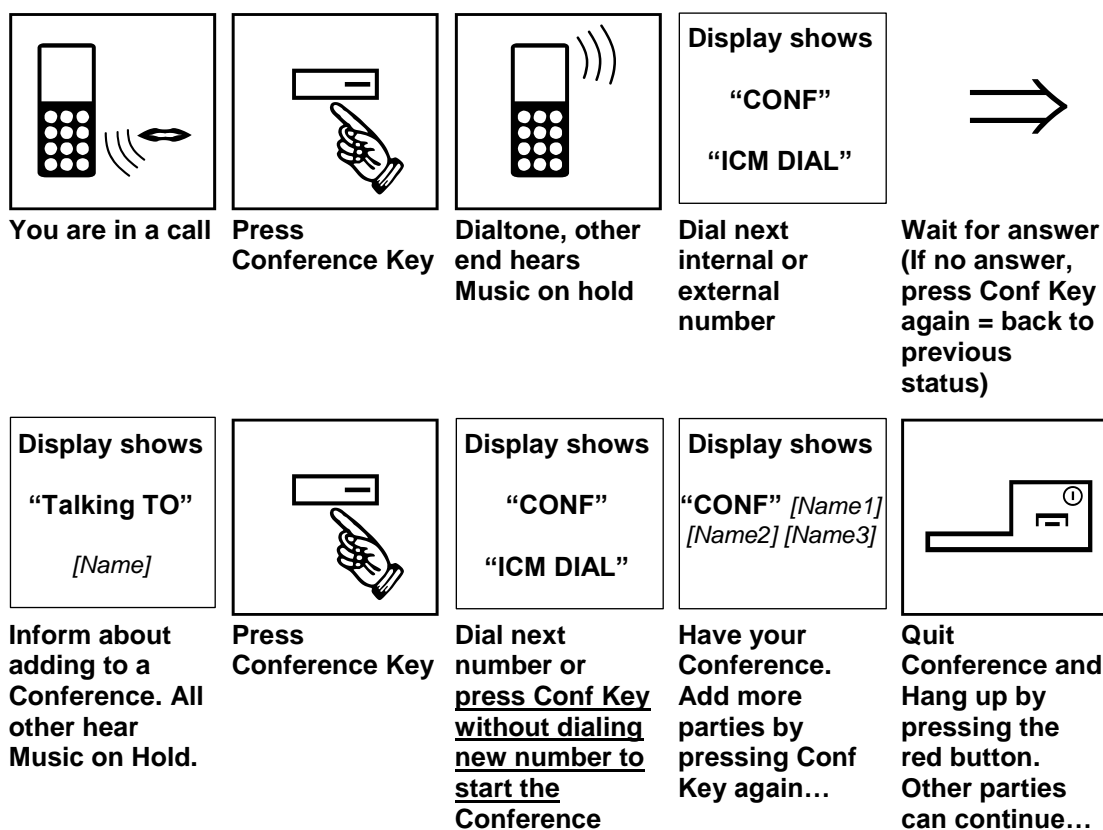 Display shows
“CONF”
“ICM DIAL”
You are in a call
Press
Conference Key
Dialtone, other
end hears
Music on hold
Dial next
internal or
external
number
Wait for answer
(If no answer,
press Conf Key
again = back to
previous
status)
Display shows
“Talking TO”
[Name]
Display shows
“CONF”
“ICM DIAL”
Display shows
“CONF” [Name1]
[Name2] [Name3]
Inform about
adding to a
Conference. All
other hear
Music on Hold.
Press
Conference Key
Dial next
number or
press Conf Key
without dialing
new number to
start the
Conference
Have your
Conference.
Add more
parties by
pressing Conf
Key again…
Quit
Conference and
Hang up by
pressing the
red button.
Other parties
can continue…